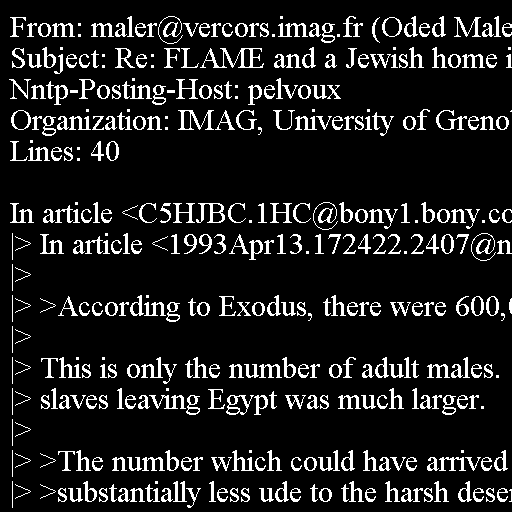 From: maler@vercors.imag.fr (Oded Male
Subject: Re: FLAME and a Jewish home i
Nntp-Posting-Host: pelvoux
Organization: IMAG, University of Greno
Lines: 40

In article <C5HJBC.1HC@bony1.bony.co
|> In article <1993Apr13.172422.2407@n
|>
|> >According to Exodus, there were 600,
|>
|> This is only the number of adult males.
|> slaves leaving Egypt was much larger.
|>
|> >The number which could have arrived
|> >substantially less ude to the harsh deser